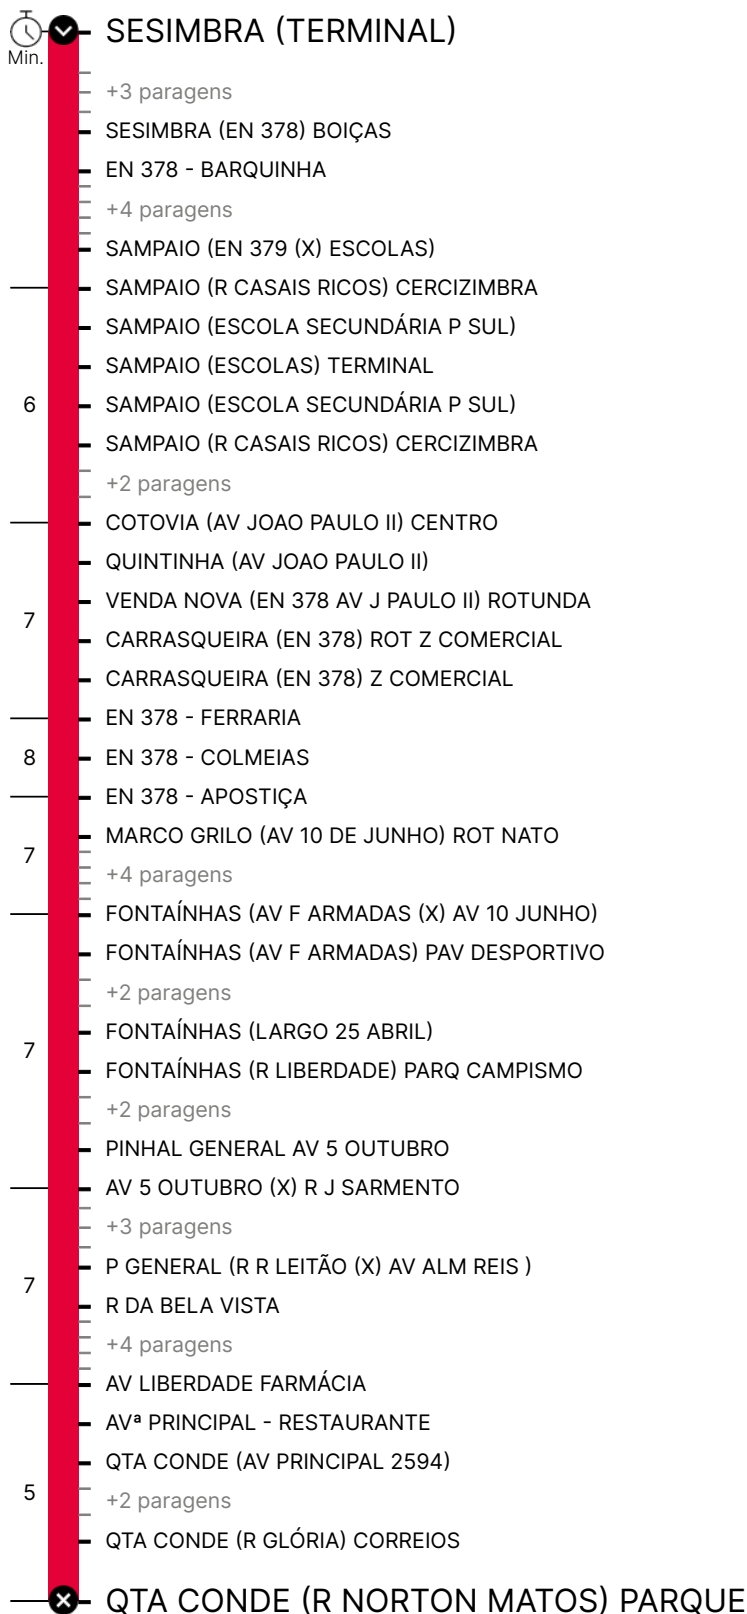 SESIMBRA (TERMINAL)
Min.
+3 paragens
SESIMBRA (EN 378) BOIÇAS
EN 378 - BARQUINHA
+4 paragens
SAMPAIO (EN 379 (X) ESCOLAS)
SAMPAIO (R CASAIS RICOS) CERCIZIMBRA
SAMPAIO (ESCOLA SECUNDÁRIA P SUL)
SAMPAIO (ESCOLAS) TERMINAL
6 SAMPAIO (ESCOLA SECUNDÁRIA P SUL)
SAMPAIO (R CASAIS RICOS) CERCIZIMBRA
+2 paragens
COTOVIA (AV JOAO PAULO II) CENTRO
QUINTINHA (AV JOAO PAULO II)
VENDA NOVA (EN 378 AV J PAULO II) ROTUNDA
7
CARRASQUEIRA (EN 378) ROT Z COMERCIAL
CARRASQUEIRA (EN 378) Z COMERCIAL
EN 378 - FERRARIA
8 EN 378 - COLMEIAS
EN 378 - APOSTIÇA
MARCO GRILO (AV 10 DE JUNHO) ROT NATO
7
+4 paragens
FONTAÍNHAS (AV F ARMADAS (X) AV 10 JUNHO)
FONTAÍNHAS (AV F ARMADAS) PAV DESPORTIVO
+2 paragens
FONTAÍNHAS (LARGO 25 ABRIL)
7
FONTAÍNHAS (R LIBERDADE) PARQ CAMPISMO
+2 paragens
PINHAL GENERAL AV 5 OUTUBRO
AV 5 OUTUBRO (X) R J SARMENTO
+3 paragens
P GENERAL (R R LEITÃO (X) AV ALM REIS )
7
R DA BELA VISTA
+4 paragens
AV LIBERDADE FARMÁCIA
AVª PRINCIPAL - RESTAURANTE
QTA CONDE (AV PRINCIPAL 2594)
5
+2 paragens
QTA CONDE (R GLÓRIA) CORREIOS
QTA CONDE (R NORTON MATOS) PARQUE